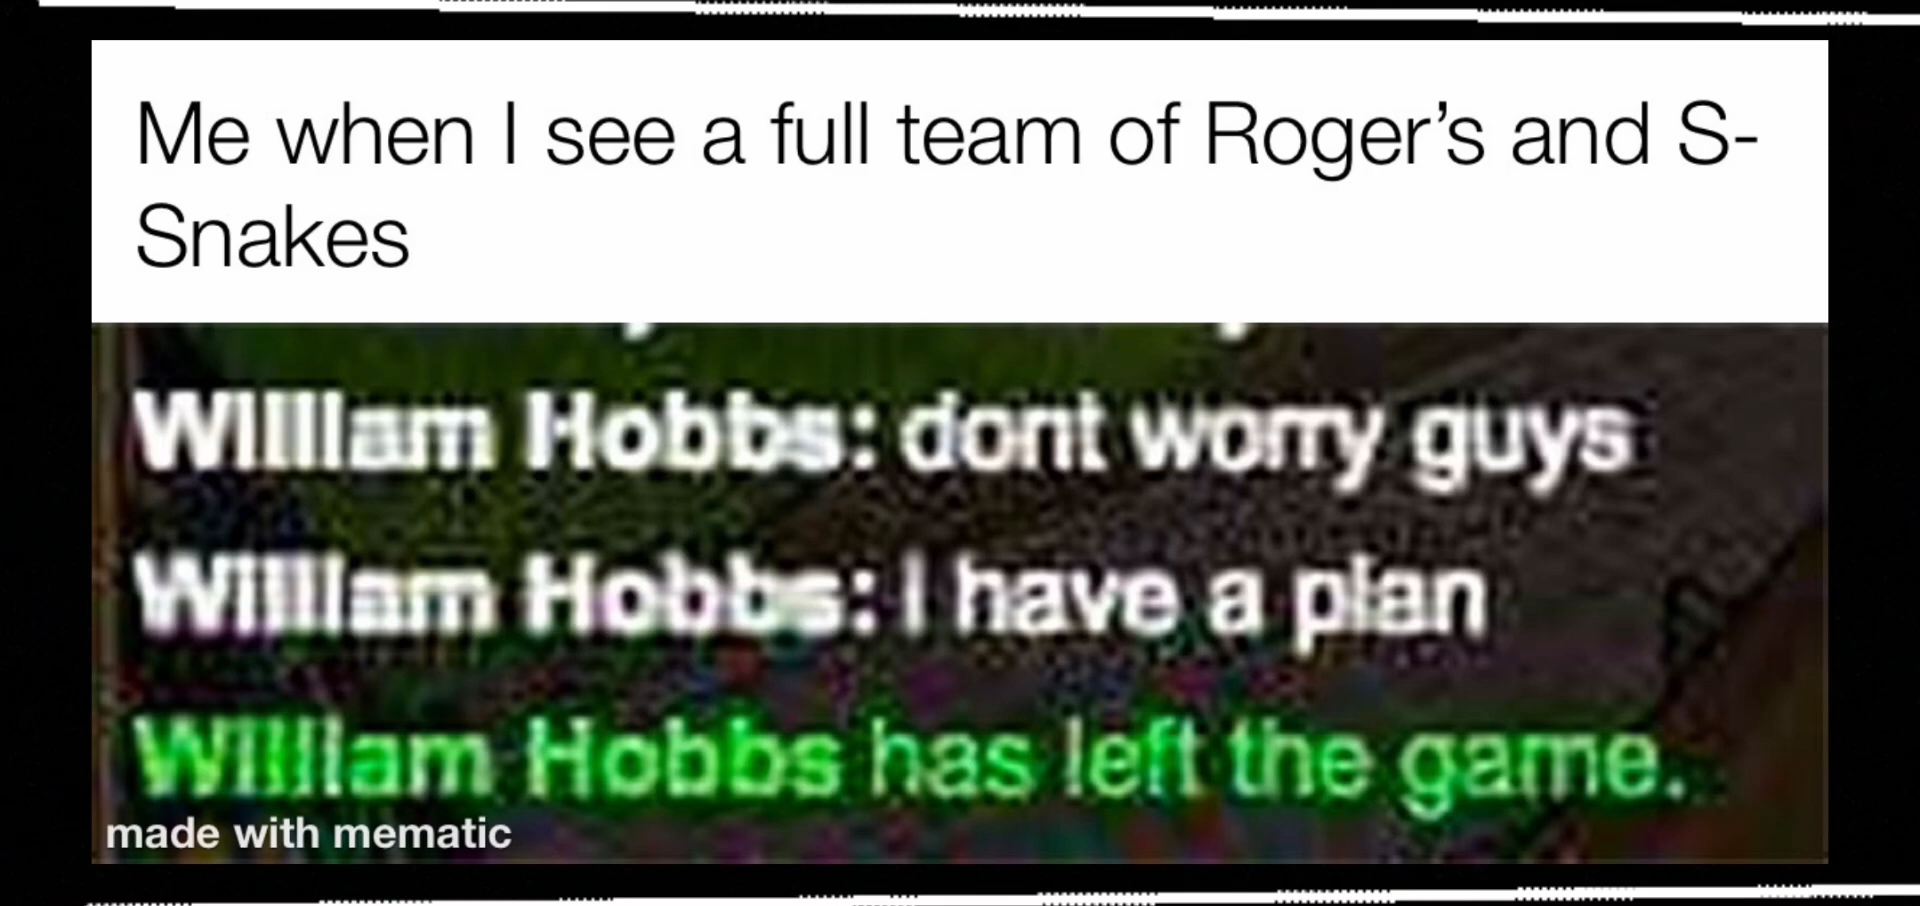 Me when I see a full team of Roger’s and S-
Snakes
William Hobbs: dont worry guys
William Hobbs: I have a plan
William Hobbs has left the game.
made with mematic